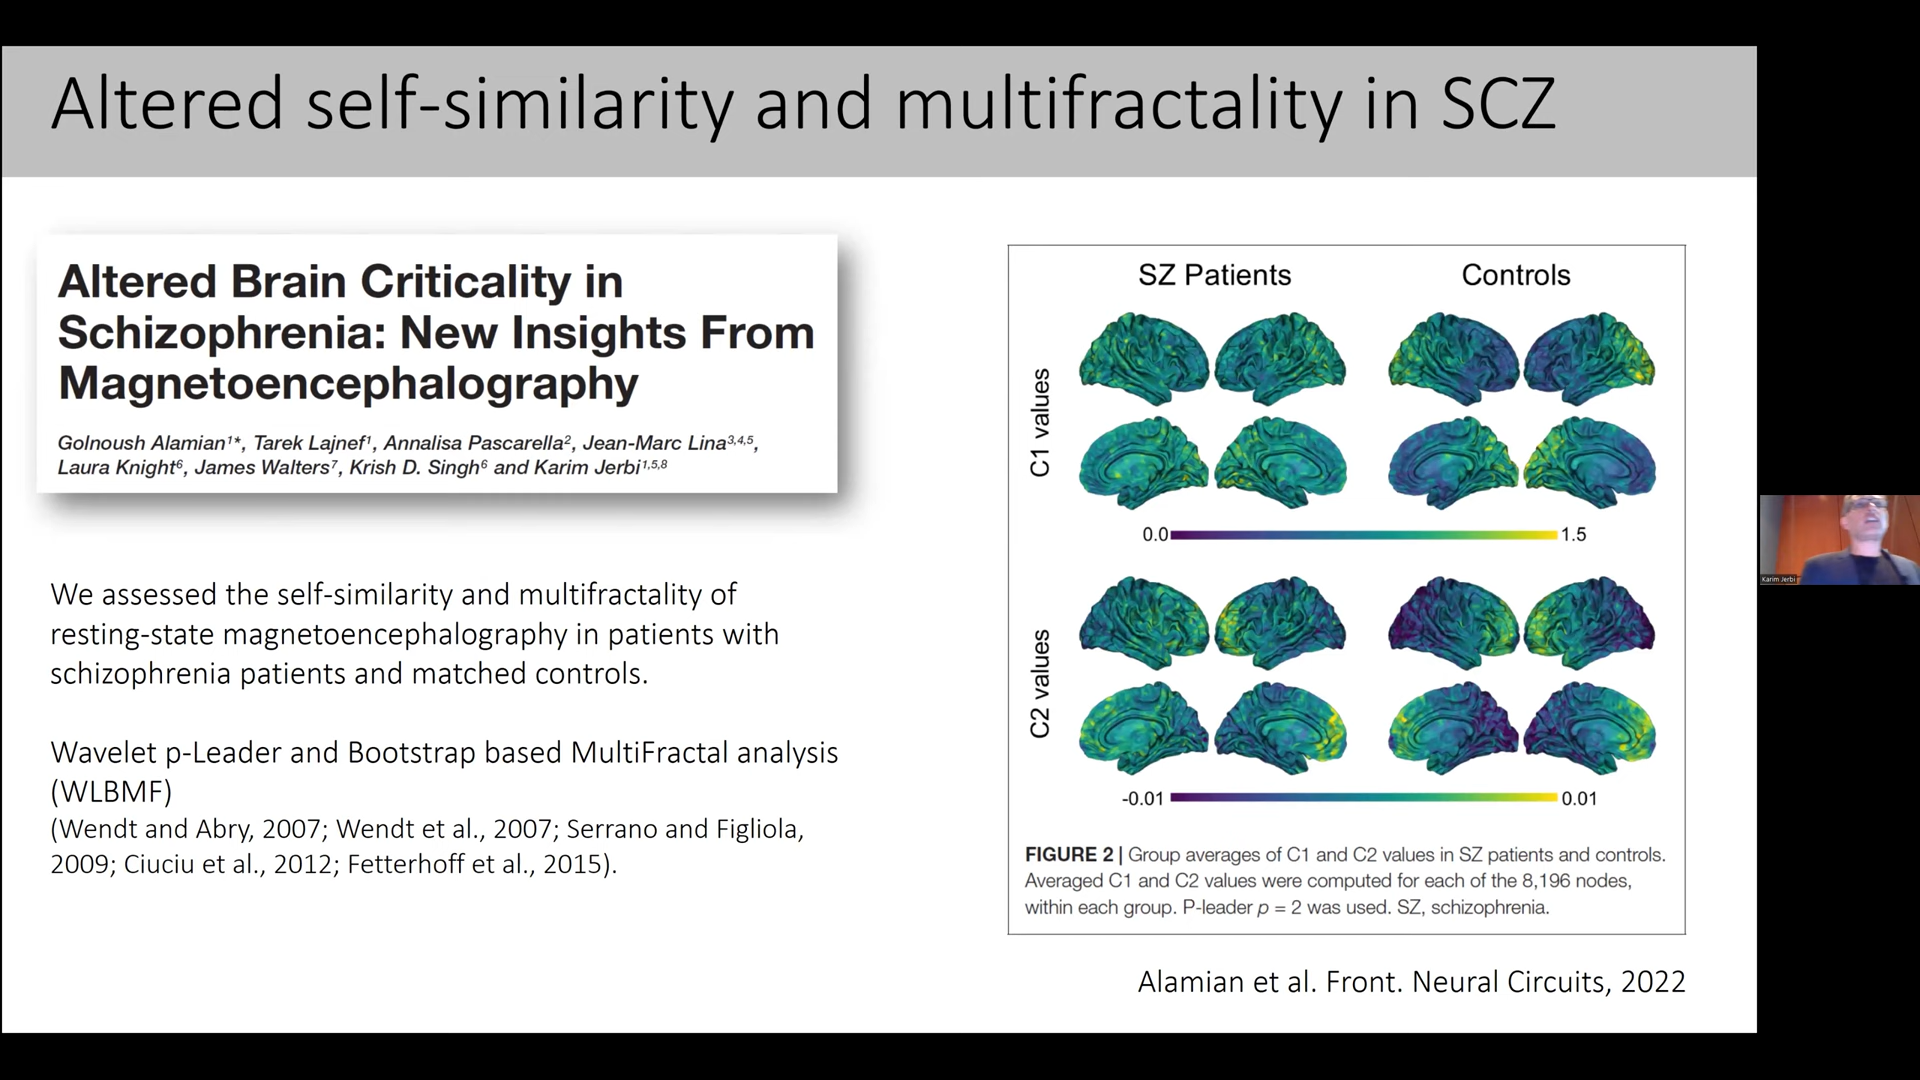 Altered self-similarity and multifractality in SCZ
Altered Brain Criticality in
Schizophrenia: New Insights From
Magnetoencephalography
Golnoush Alamian¹*, Tarek Lajnef¹, Annalisa Pascarella², Jean-Marc Lina³,⁴,⁵,
Laura Knight⁶, James Walters⁷, Krish D. Singh⁶ and Karim Jerbi¹,⁵,⁸
We assessed the self-similarity and multifractality of
resting-state magnetoencephalography in patients with
schizophrenia patients and matched controls.
Wavelet p-Leader and Bootstrap based MultiFractal analysis
(WLBMF)
(Wendt and Abry, 2007; Wendt et al., 2007; Serrano and Figliola,
2009; Ciuciu et al., 2012; Fetterhoff et al., 2015).
SZ Patients Controls
C1 values
0.0 1.5
C2 values
-0.01 0.01
FIGURE 2 | Group averages of C1 and C2 values in SZ patients and controls.
Averaged C1 and C2 values were computed for each of the 8,196 nodes,
within each group. P-leader p = 2 was used. SZ, schizophrenia.
Alamian et al. Front. Neural Circuits, 2022
Karim Jerbi